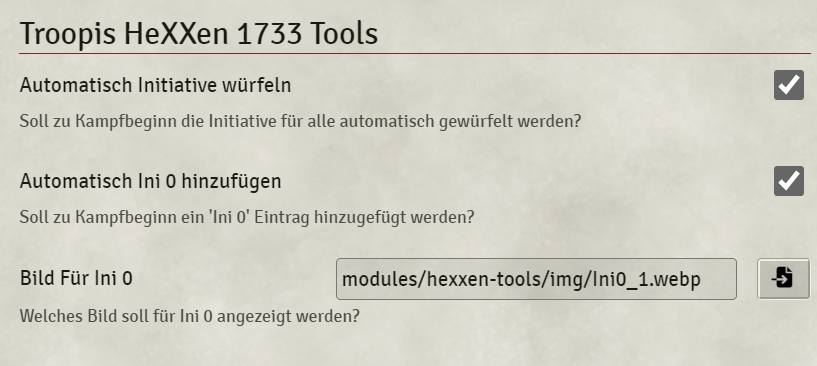 Troopis HeXXen 1733 Tools
Automatisch Initiative würfeln
Soll zu Kampfbeginn die Initiative für alle automatisch gewürfelt werden?
Automatisch Ini 0 hinzufügen
Soll zu Kampfbeginn ein 'Ini 0' Eintrag hinzugefügt werden?
Bild Für Ini 0
modules/hexxen-tools/img/Ini0_1.webp
Welches Bild soll für Ini 0 angezeigt werden?